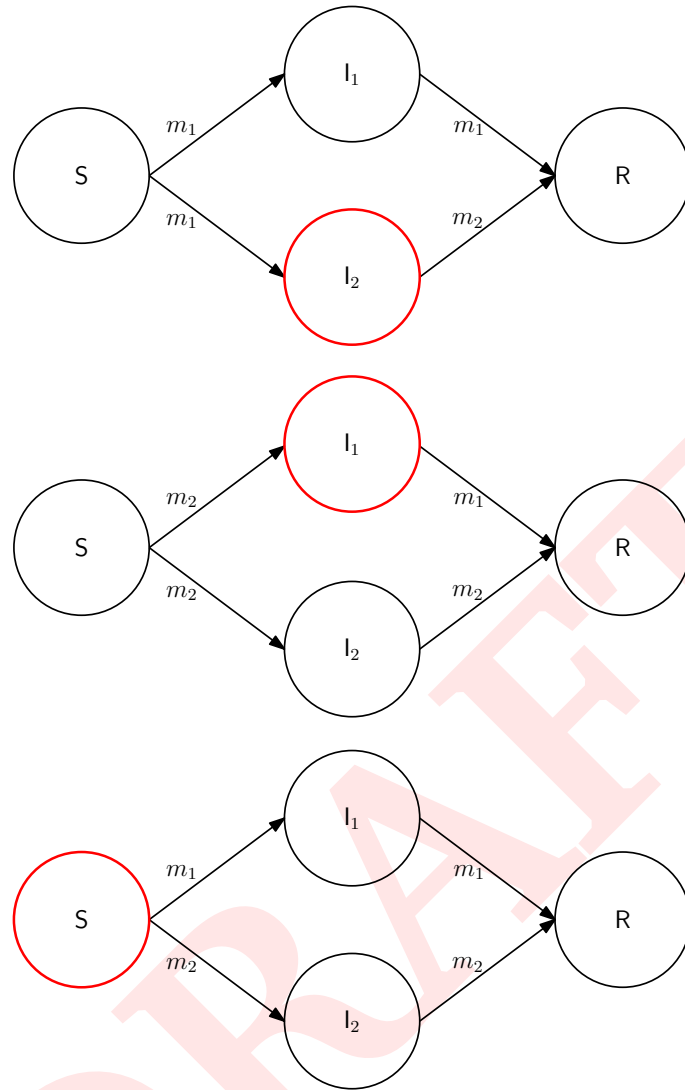 I₁
m₁ m₁
S R
m₁ m₂
I₂
I₁
m₂ m₁
S R
m₂ m₂
I₂
I₁
m₁ m₁
S R
m₂ m₂
I₂
DRAFT